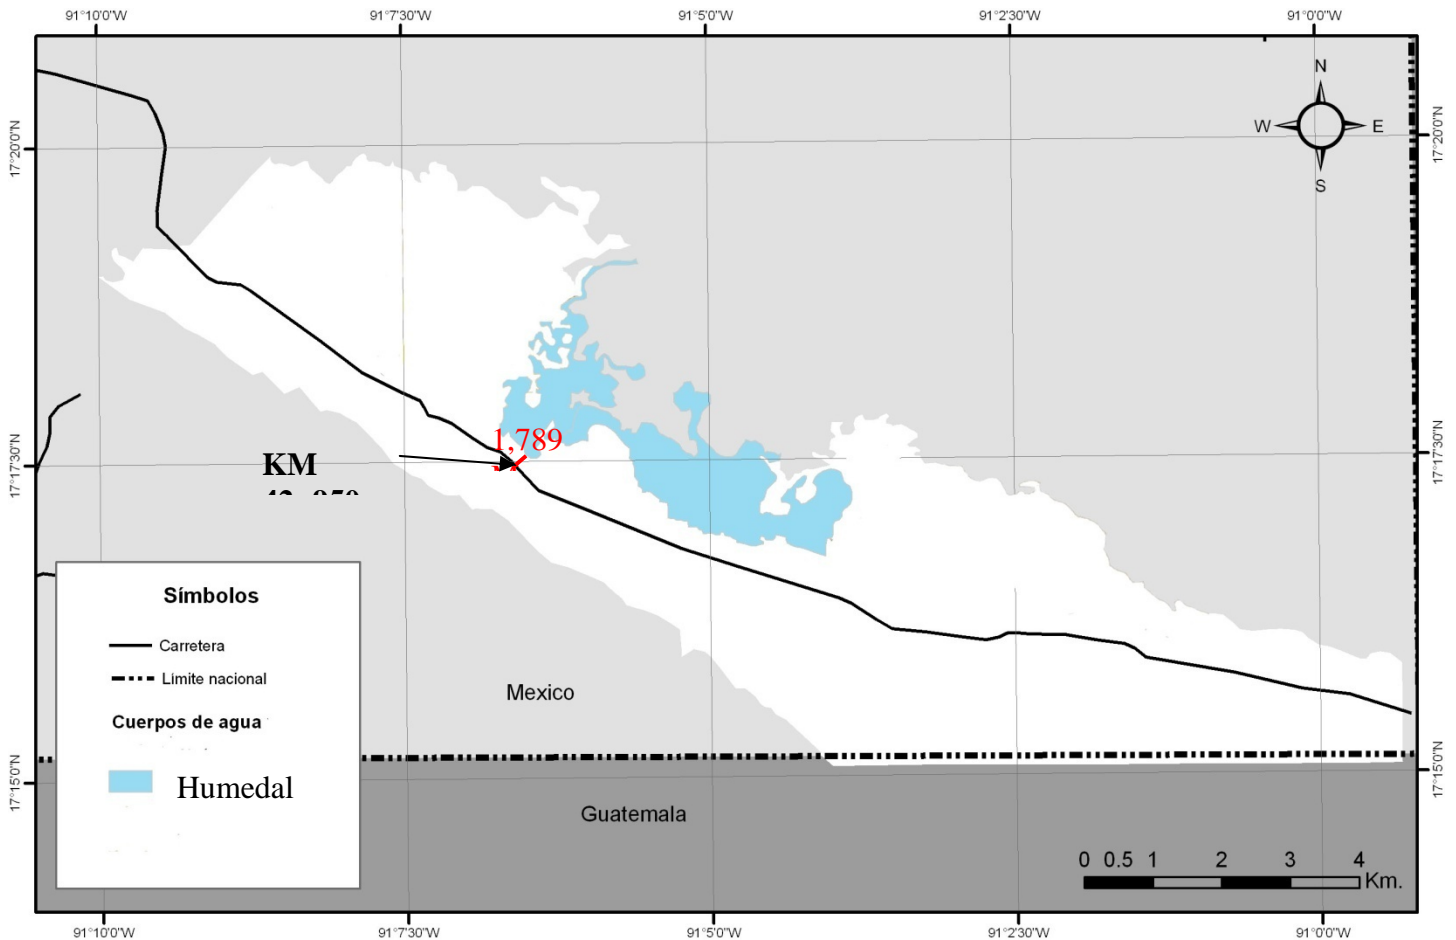 91°10'0"W 91°7'30"W 91°5'0"W 91°2'30"W 91°0'0"W
N
W E
S
17°20'0"N 17°20'0"N
1,789
KM
17°17'30"N 17°17'30"N
Símbolos
Carretera
Limite nacional
Cuerpos de agua
Humedal
Mexico
17°15'0"N 17°15'0"N
Guatemala
0 0.5 1 2 3 4
Km.
91°10'0"W 91°7'30"W 91°5'0"W 91°2'30"W 91°0'0"W